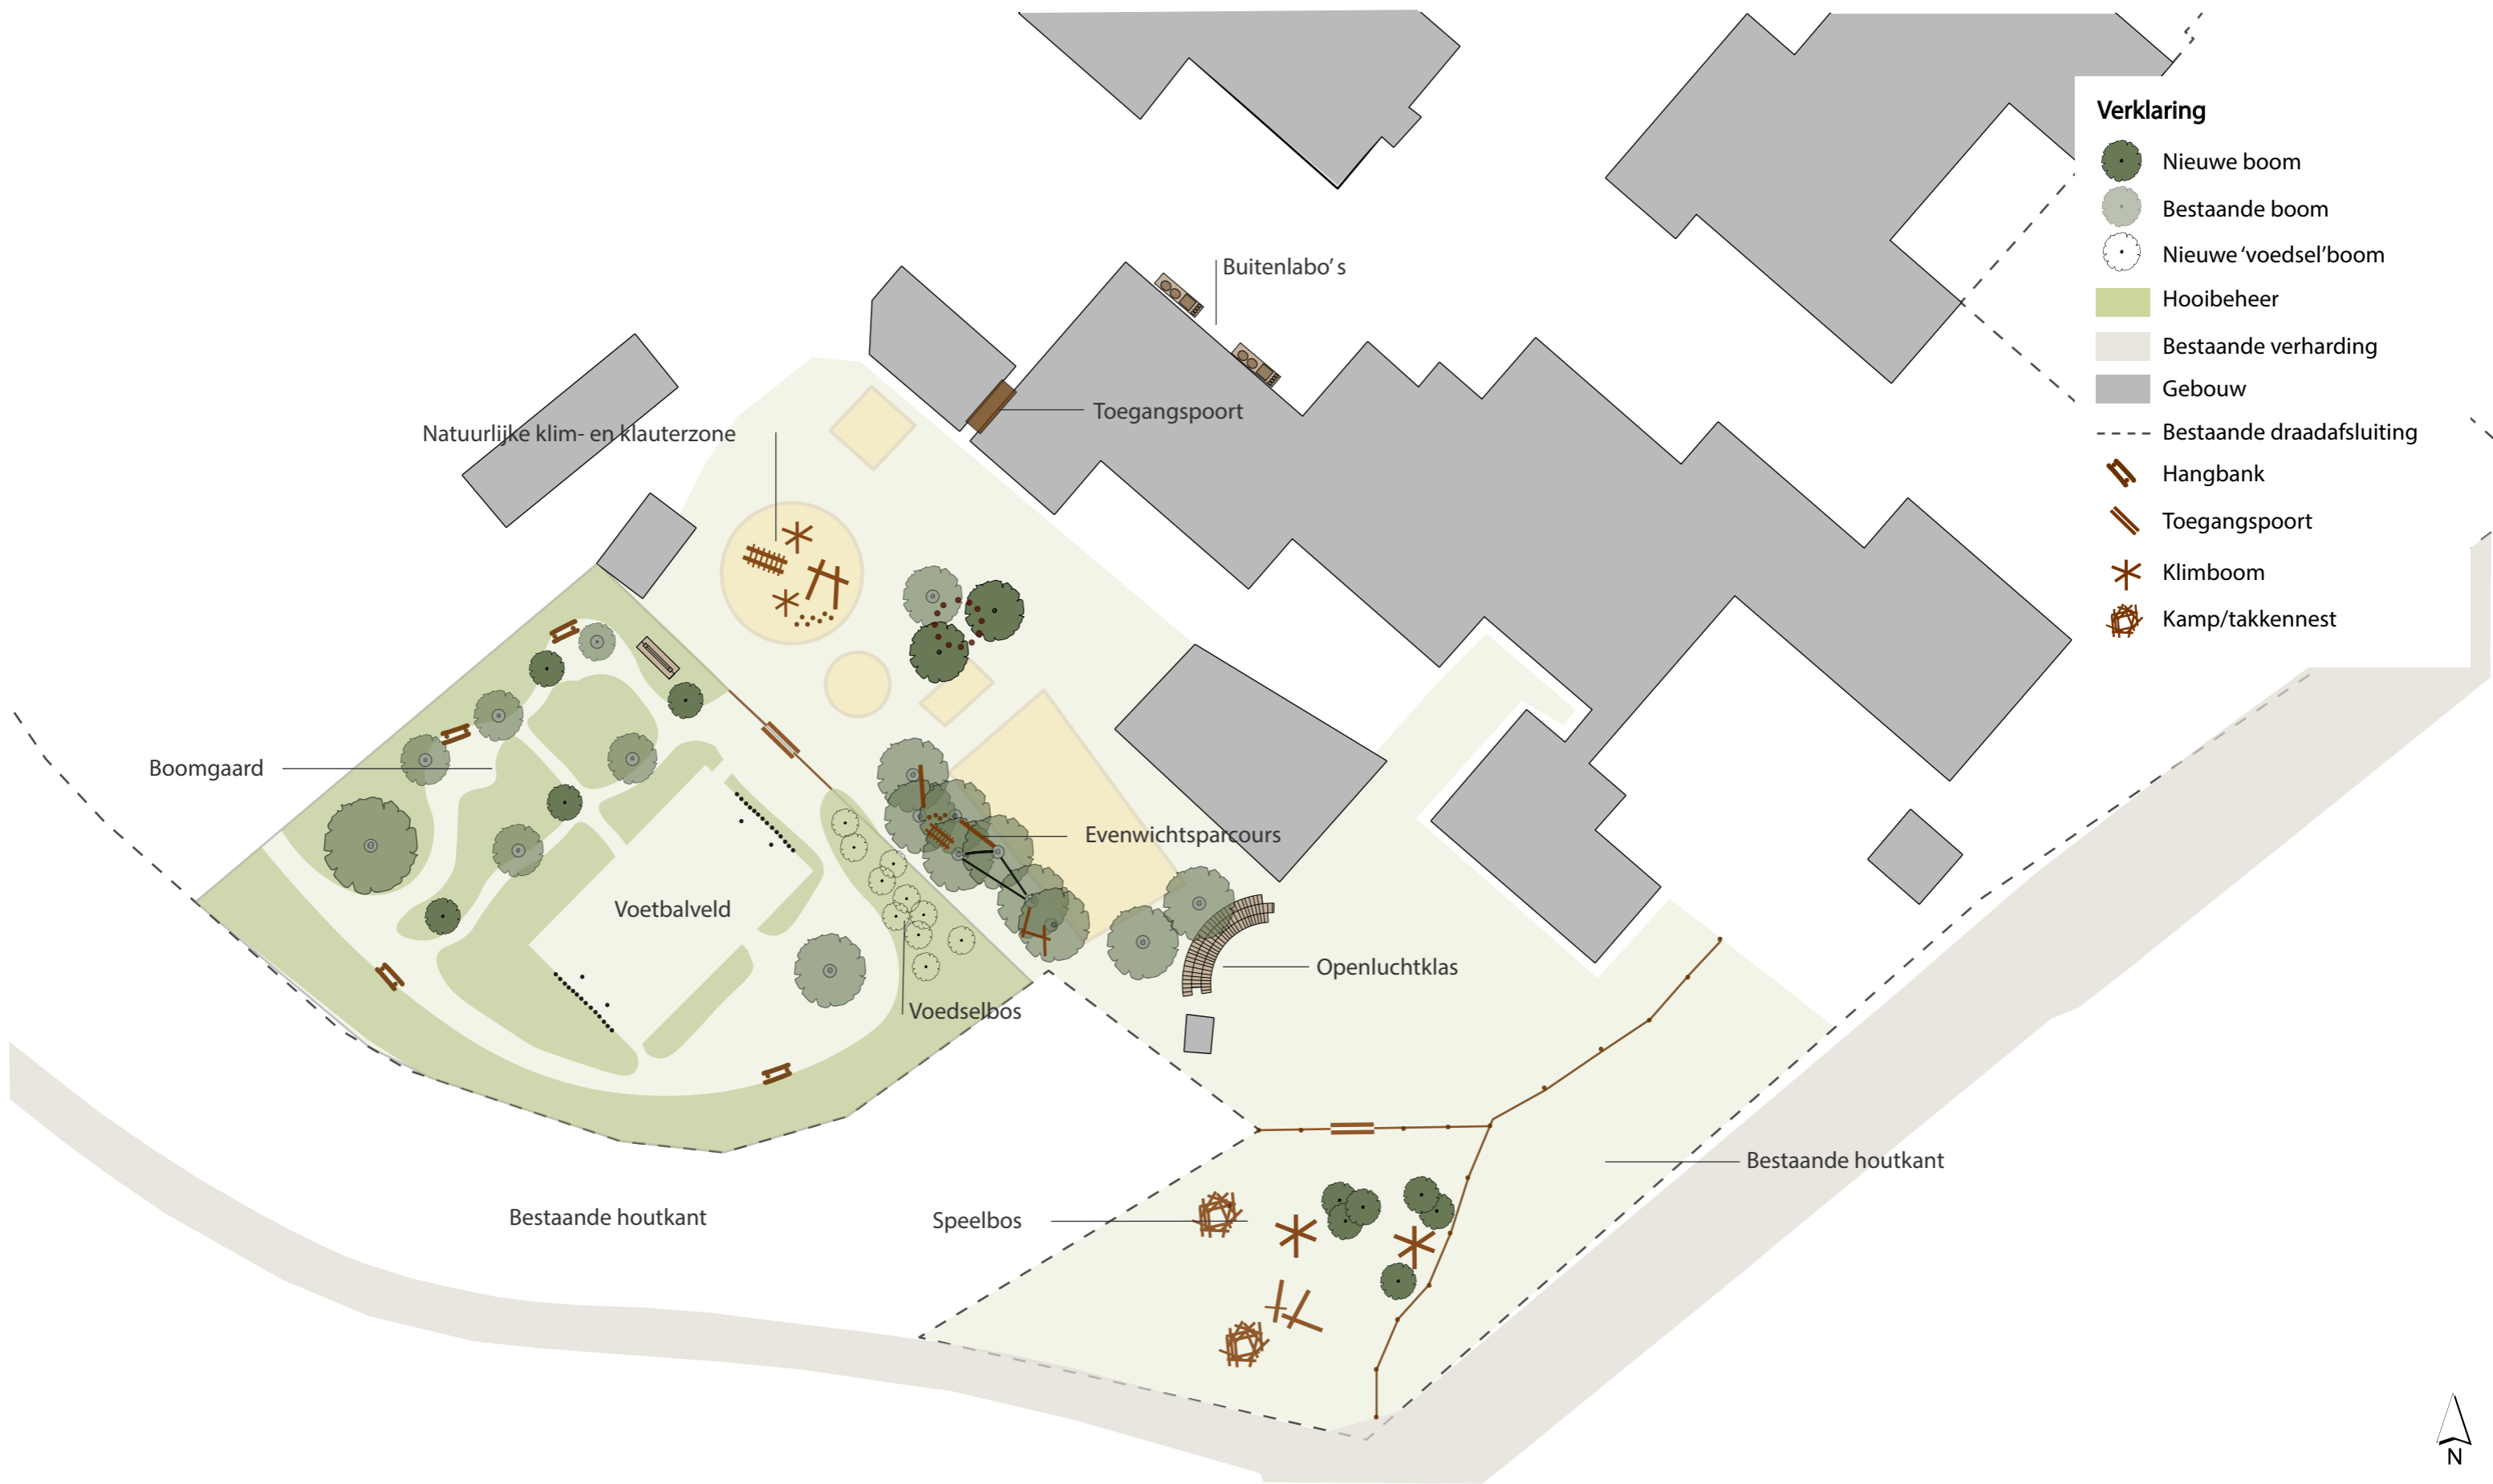 Verklaring
Nieuwe boom
Bestaande boom
Nieuwe ‘voedsel’boom
Hooibeheer
Bestaande verharding
Gebouw
Bestaande draadafsluiting
Hangbank
Toegangspoort
Klimboom
Kamp/takkennest
Buitenlabo’s
Toegangspoort
Natuurlijke klim- en klauterzone
Boomgaard
Evenwichtsparcours
Voetbalveld
Openluchtklas
Voedselbos
Bestaande houtkant
Bestaande houtkant
Speelbos
N